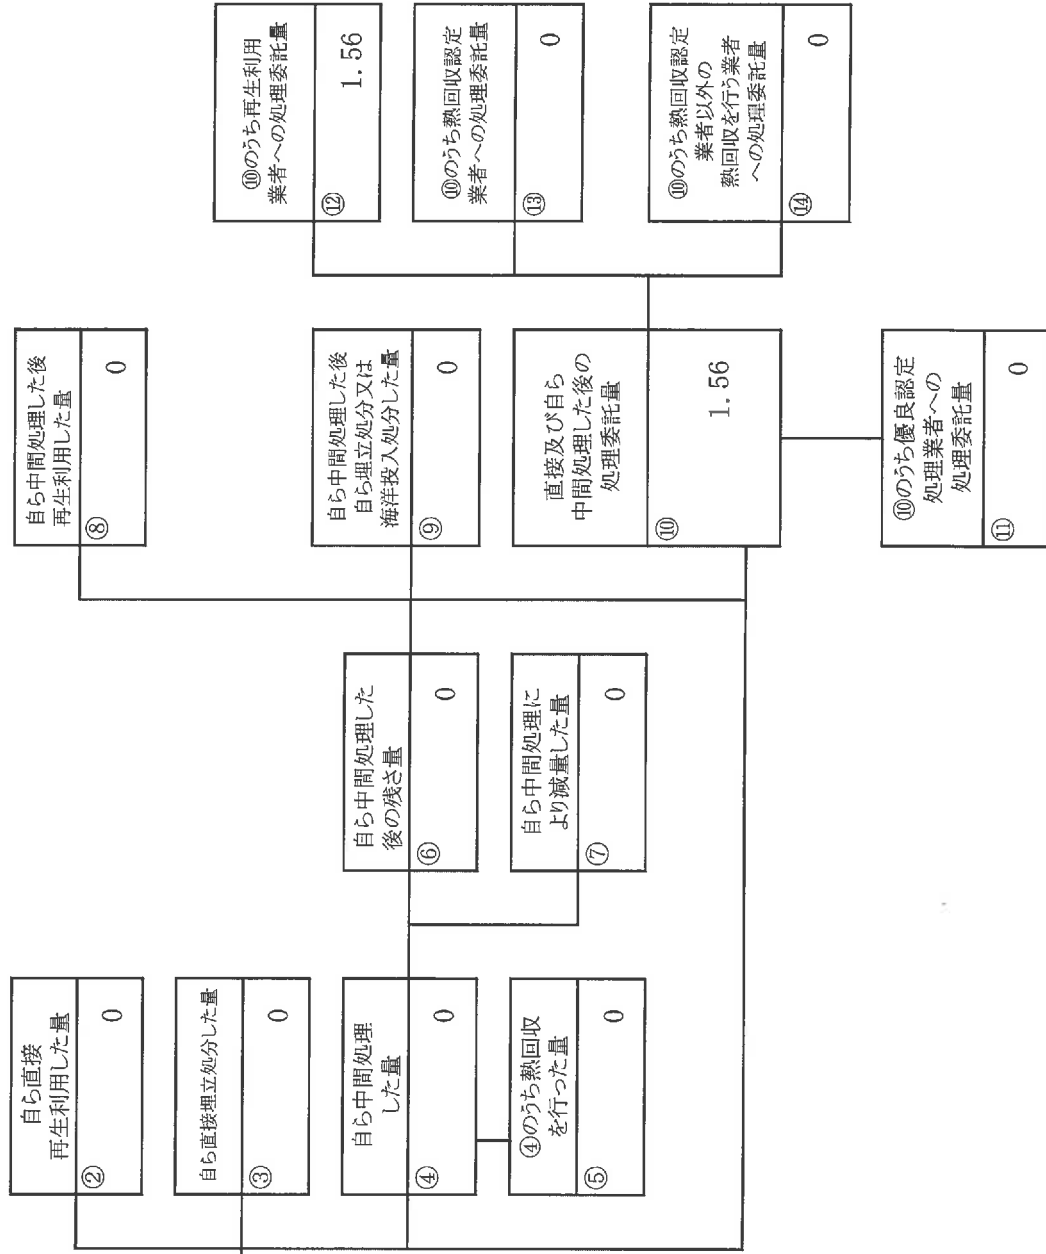 自ら直接
再生利用した量
②
0
自ら直接埋立処分した量
③
0
自ら中間処理
した量
④
0
④のうち熱回収
を行った量
⑤
0
自ら中間処理した
後の残さ量
⑥
0
自ら中間処理に
より減量した量
⑦
0
自ら中間処理した後
再生利用した量
⑧
0
自ら中間処理した後
自ら埋立処分又は
海洋投入処分した量
⑨
0
直接及び自ら
中間処理した後の
処理委託量
⑩
1.56
⑩のうち優良認定
処理業者への
処理委託量
⑪
0
⑩のうち再生利用
業者への処理委託量
⑫
1.56
⑩のうち熱回収認定
業者への処理委託量
⑬
0
⑩のうち熱回収認定
業者以外の
熱回収を行う業者
への処理委託量
⑭
0